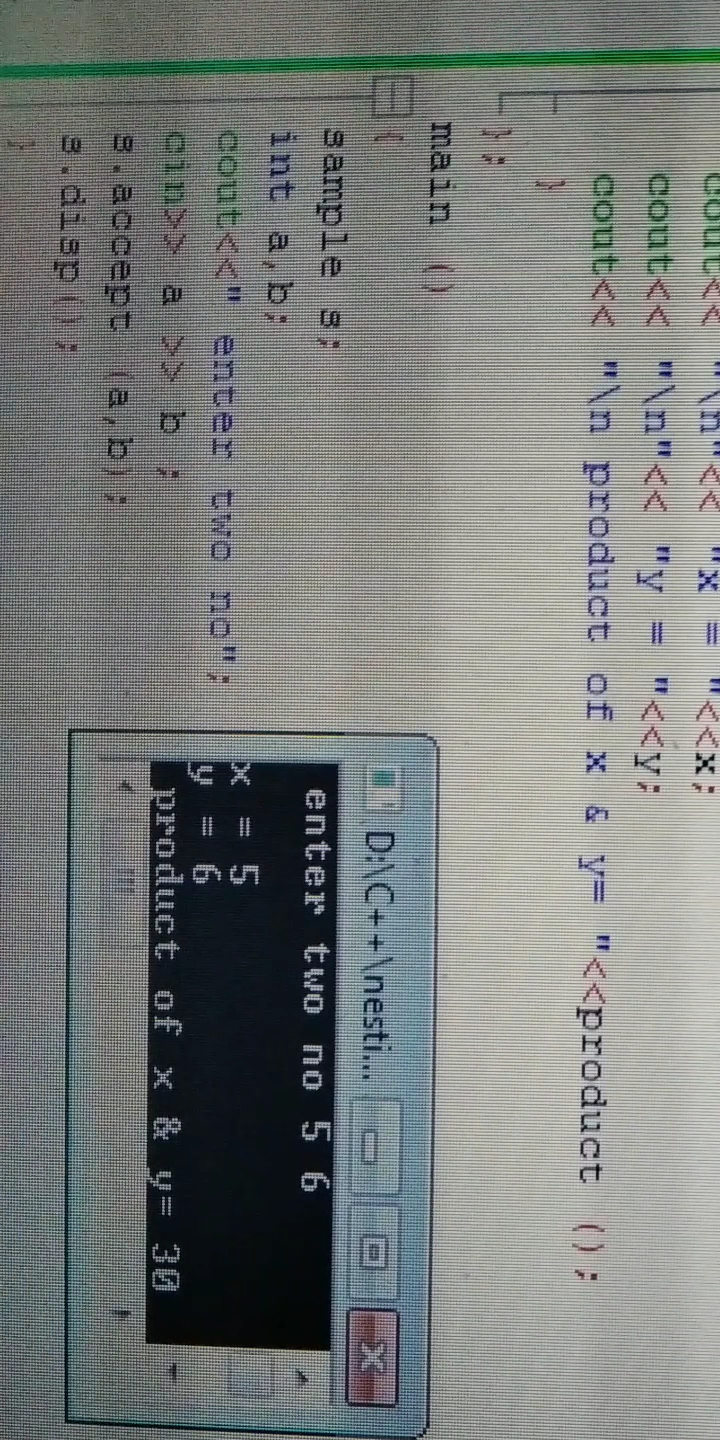 cout<< "\n"<< "x = "<<x;
cout<< "\n"<< "y = "<<y;
cout<< "\n product of x & y= "<<product ();
}
};
main ()
{
sample s;
int a,b;
cout<<" enter two no";
cin>> a >> b ;
s.accept (a,b);
s.disp();
}
D:\C++\nesti...
enter two no 5 6
x = 5
y = 6
product of x & y= 30